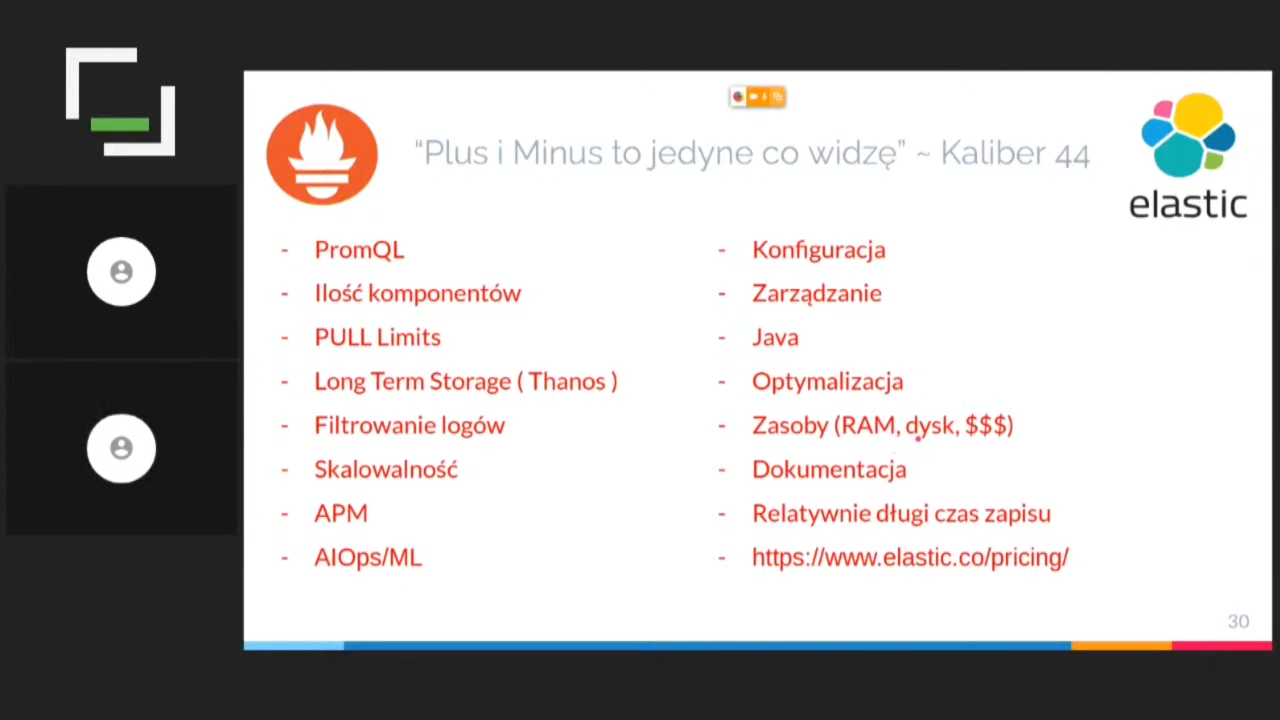 “Plus i Minus to jedyne co widzę” ~ Kaliber 44
elastic
- PromQL
- Ilość komponentów
- PULL Limits
- Long Term Storage ( Thanos )
- Filtrowanie logów
- Skalowalność
- APM
- AIOps/ML
- Konfiguracja
- Zarządzanie
- Java
- Optymalizacja
- Zasoby (RAM, dysk, $$$)
- Dokumentacja
- Relatywnie długi czas zapisu
- https://www.elastic.co/pricing/
30